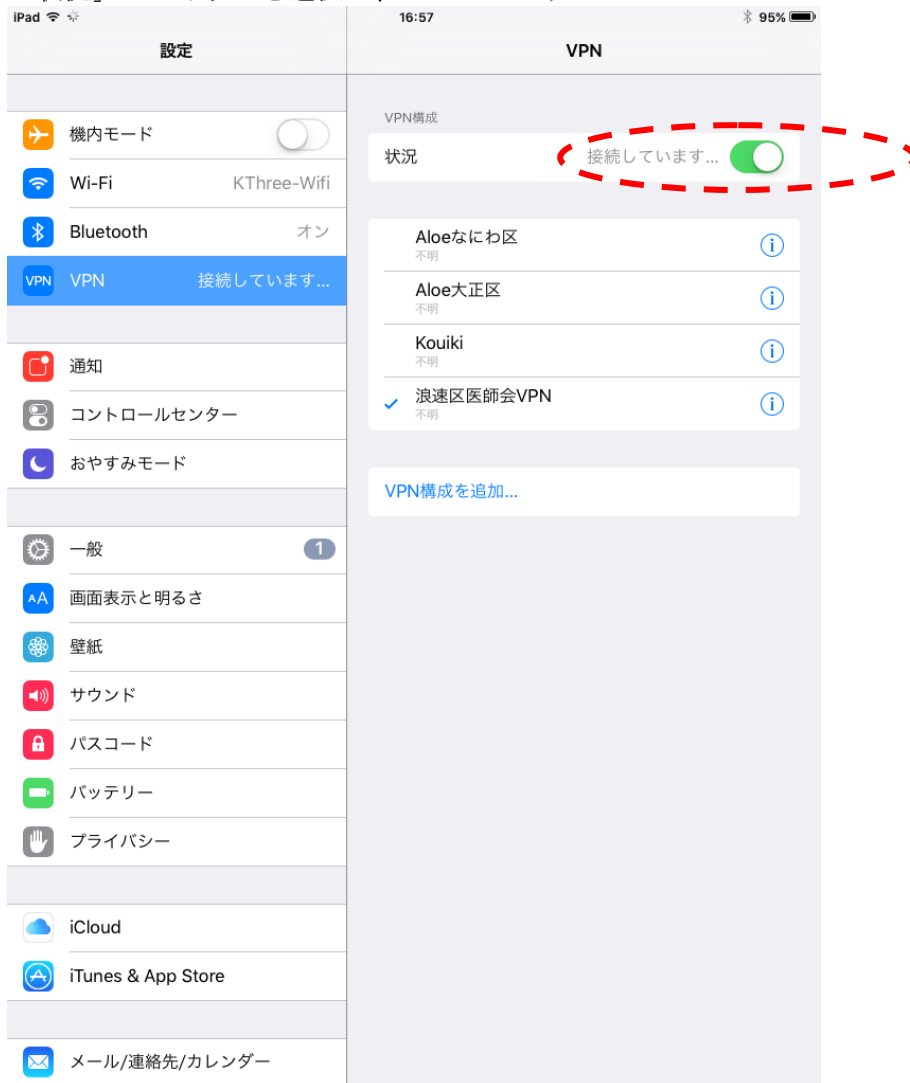 iPad
16:57
95%
設定
VPN
機内モード
Wi-Fi KThree-Wifi
Bluetooth オン
VPN 接続しています...
通知
コントロールセンター
おやすみモード
一般 1
AA 画面表示と明るさ
壁紙
サウンド
パスコード
バッテリー
プライバシー
iCloud
iTunes & App Store
メール/連絡先/カレンダー
VPN構成
状況 接続しています...
Aloeなにわ区
不明
Aloe大正区
不明
Kouiki
不明
浪速区医師会VPN
不明
VPN構成を追加...